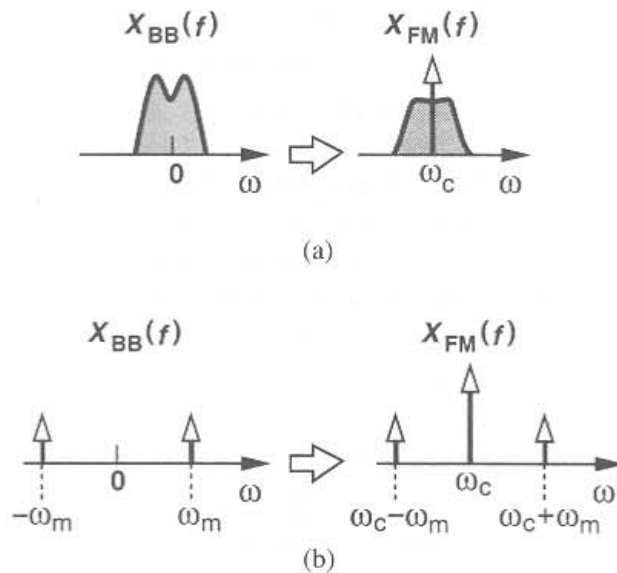 X_BB(f) X_FM(f)
0 ω ω_c ω
(a)
X_BB(f) X_FM(f)
0 ω ω_c ω
−ω_m ω_m ω_c−ω_m ω_c+ω_m
(b)